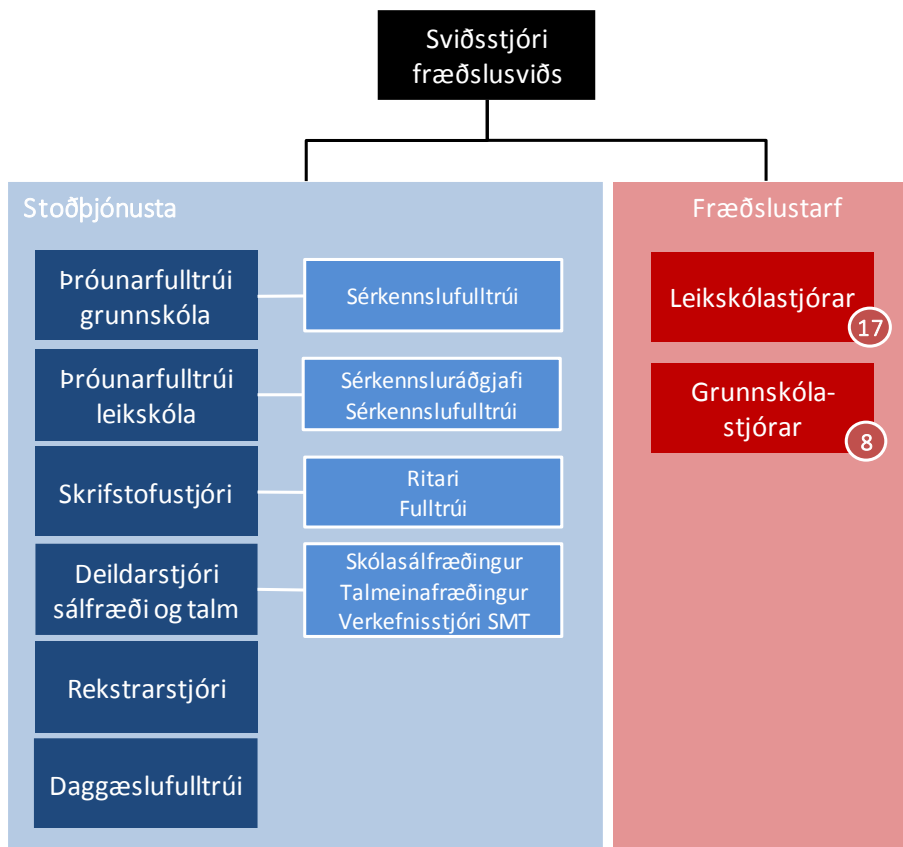 Sviðsstjóri
fræðslusviðs
Stoðþjónusta
Þróunarfulltrúi
grunnskóla
Sérkennslufulltrúi
Þróunarfulltrúi
leikskóla
Sérkennsluráðgjafi
Sérkennslufulltrúi
Skrifstofustjóri
Ritari
Fulltrúi
Deildarstjóri
sálfræði og talm
Skólasálfræðingur
Talmeinafræðingur
Verkefnisstjóri SMT
Rekstrarstjóri
Daggæslufulltrúi
Fræðslustarf
Leikskólastjórar
17
Grunnskóla-
stjórar
8